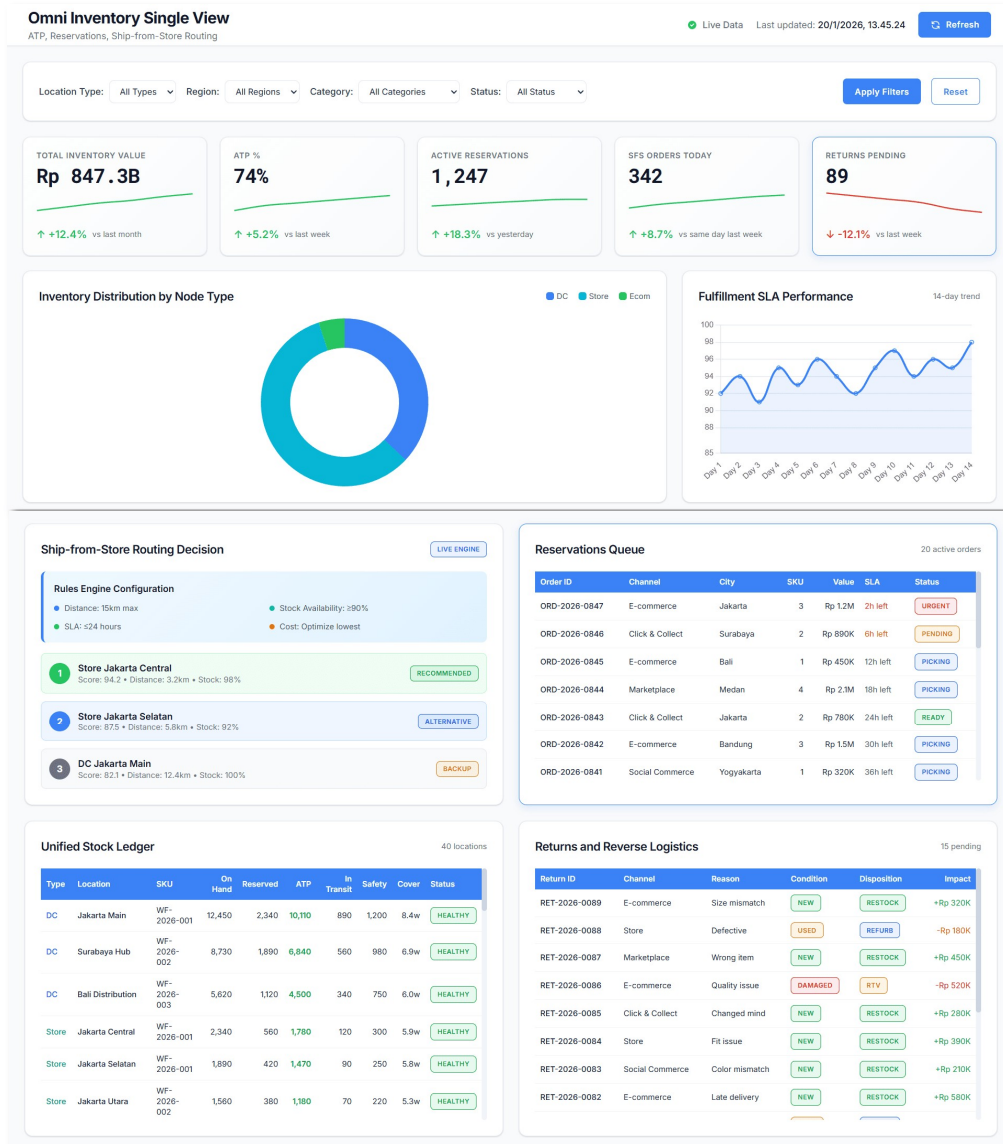 Omni Inventory Single View
ATP, Reservations, Ship-from-Store Routing
Live Data Last updated: 20/1/2026, 13.45.24 Refresh
Location Type: All Types Region: All Regions Category: All Categories Status: All Status Apply Filters Reset
TOTAL INVENTORY VALUE
Rp 847.3B
↑ +12.4% vs last month
ATP %
74%
↑ +5.2% vs last week
ACTIVE RESERVATIONS
1,247
↑ +18.3% vs yesterday
SFS ORDERS TODAY
342
↑ +8.7% vs same day last week
RETURNS PENDING
89
↓ -12.1% vs last week
Inventory Distribution by Node Type
DC Store Ecom
Fulfillment SLA Performance 14-day trend
100
98
96
94
92
90
88
85
Day 1 Day 2 Day 3 Day 4 Day 5 Day 6 Day 7 Day 8 Day 9 Day 10 Day 11 Day 12 Day 13 Day 14
Ship-from-Store Routing Decision LIVE ENGINE
Rules Engine Configuration
Distance: 15km max Stock Availability: ≥90%
SLA: ≤24 hours Cost: Optimize lowest
1 Store Jakarta Central RECOMMENDED
Score: 94.2 • Distance: 3.2km • Stock: 98%
2 Store Jakarta Selatan ALTERNATIVE
Score: 87.5 • Distance: 5.8km • Stock: 92%
3 DC Jakarta Main BACKUP
Score: 82.1 • Distance: 12.4km • Stock: 100%
Reservations Queue 20 active orders
Order ID Channel City SKU Value SLA Status
ORD-2026-0847 E-commerce Jakarta 3 Rp 1.2M 2h left URGENT
ORD-2026-0846 Click & Collect Surabaya 2 Rp 890K 6h left PENDING
ORD-2026-0845 E-commerce Bali 1 Rp 450K 12h left PICKING
ORD-2026-0844 Marketplace Medan 4 Rp 2.1M 18h left PICKING
ORD-2026-0843 Click & Collect Jakarta 2 Rp 780K 24h left READY
ORD-2026-0842 E-commerce Bandung 3 Rp 1.5M 30h left PICKING
ORD-2026-0841 Social Commerce Yogyakarta 1 Rp 320K 36h left PICKING
Unified Stock Ledger 40 locations
Type Location SKU On Hand Reserved ATP In Transit Safety Cover Status
DC Jakarta Main WF-2026-001 12,450 2,340 10,110 890 1,200 8.4w HEALTHY
DC Surabaya Hub WF-2026-002 8,730 1,890 6,840 560 980 6.9w HEALTHY
DC Bali Distribution WF-2026-003 5,620 1,120 4,500 340 750 6.0w HEALTHY
Store Jakarta Central WF-2026-001 2,340 560 1,780 120 300 5.9w HEALTHY
Store Jakarta Selatan WF-2026-001 1,890 420 1,470 90 250 5.8w HEALTHY
Store Jakarta Utara WF-2026-002 1,560 380 1,180 70 220 5.3w HEALTHY
Returns and Reverse Logistics 15 pending
Return ID Channel Reason Condition Disposition Impact
RET-2026-0089 E-commerce Size mismatch NEW RESTOCK +Rp 320K
RET-2026-0088 Store Defective USED REFURB -Rp 180K
RET-2026-0087 Marketplace Wrong item NEW RESTOCK +Rp 450K
RET-2026-0086 E-commerce Quality issue DAMAGED RTV -Rp 520K
RET-2026-0085 Click & Collect Changed mind NEW RESTOCK +Rp 280K
RET-2026-0084 Store Fit issue NEW RESTOCK +Rp 390K
RET-2026-0083 Social Commerce Color mismatch NEW RESTOCK +Rp 210K
RET-2026-0082 E-commerce Late delivery NEW RESTOCK +Rp 580K